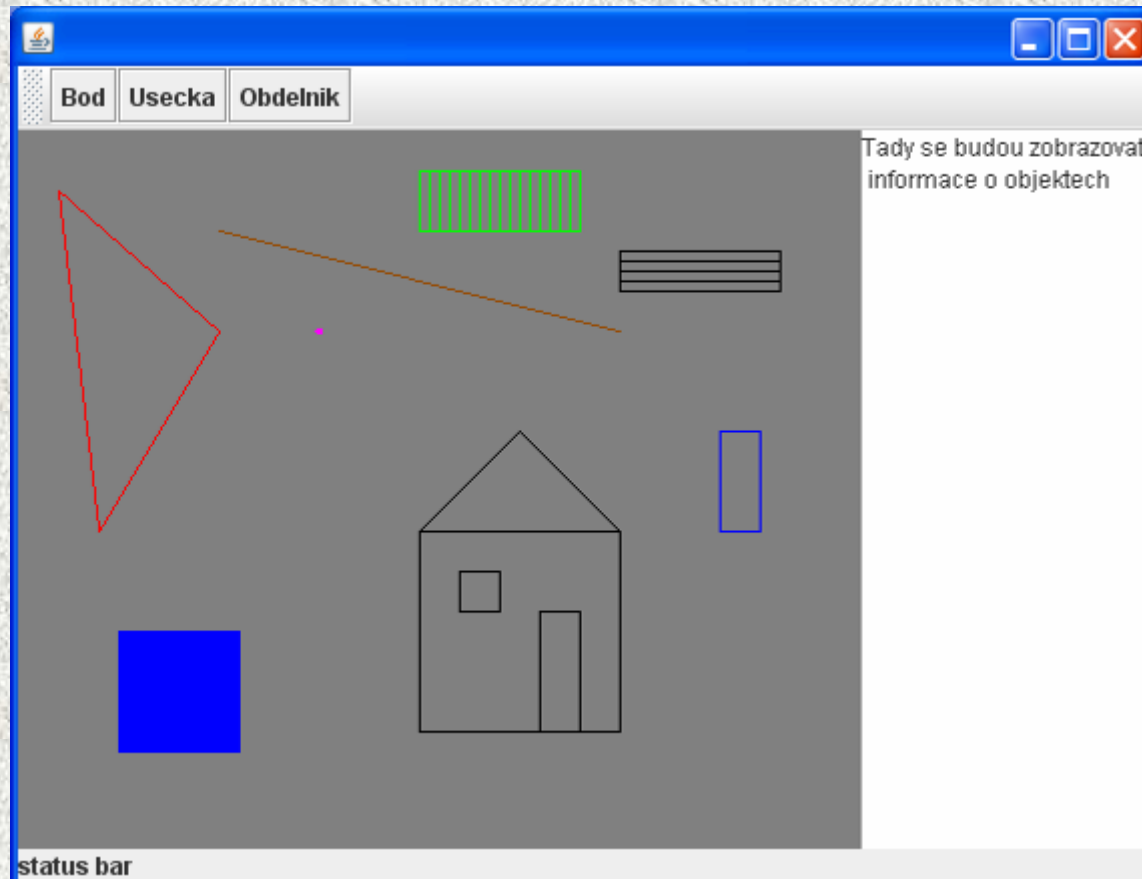 Bod Usecka Obdelnik
Tady se budou zobrazovat
informace o objektech
status bar